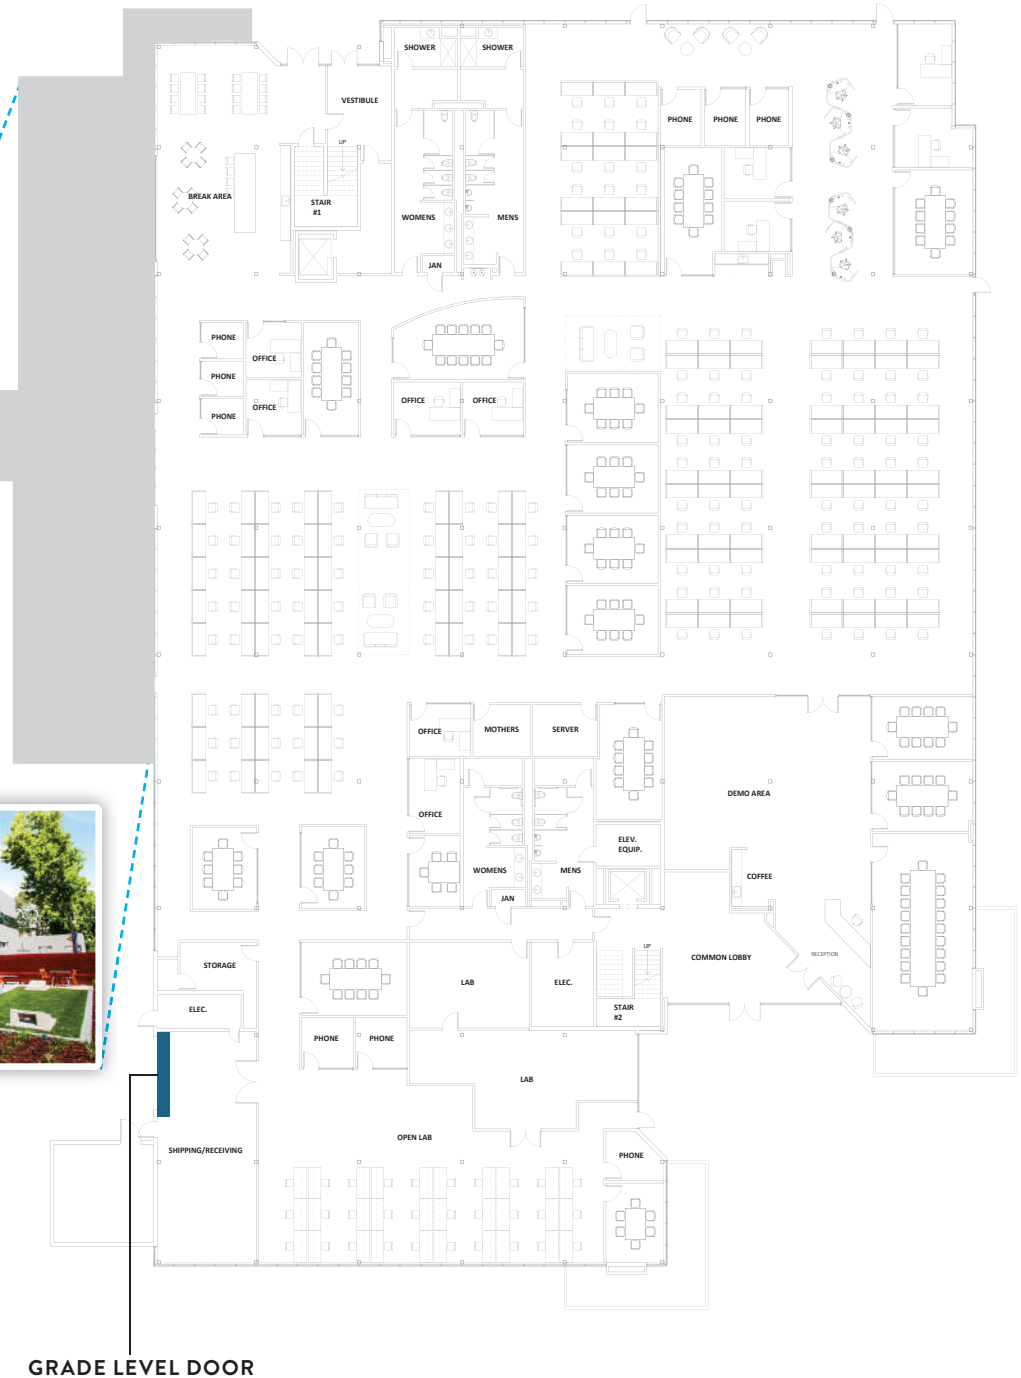 SHOWER
SHOWER
VESTIBULE
PHONE
PHONE
PHONE
UP
BREAK AREA
STAIR
#1
WOMENS
MENS
JAN
PHONE
OFFICE
PHONE
OFFICE
OFFICE
OFFICE
PHONE
OFFICE
MOTHERS
SERVER
DEMO AREA
OFFICE
ELEV.
EQUIP.
WOMENS
MENS
COFFEE
JAN
UP
STORAGE
LAB
ELEC.
COMMON LOBBY
RECEPTION
ELEC.
STAIR
#2
PHONE
PHONE
LAB
OPEN LAB
SHIPPING/RECEIVING
PHONE
GRADE LEVEL DOOR